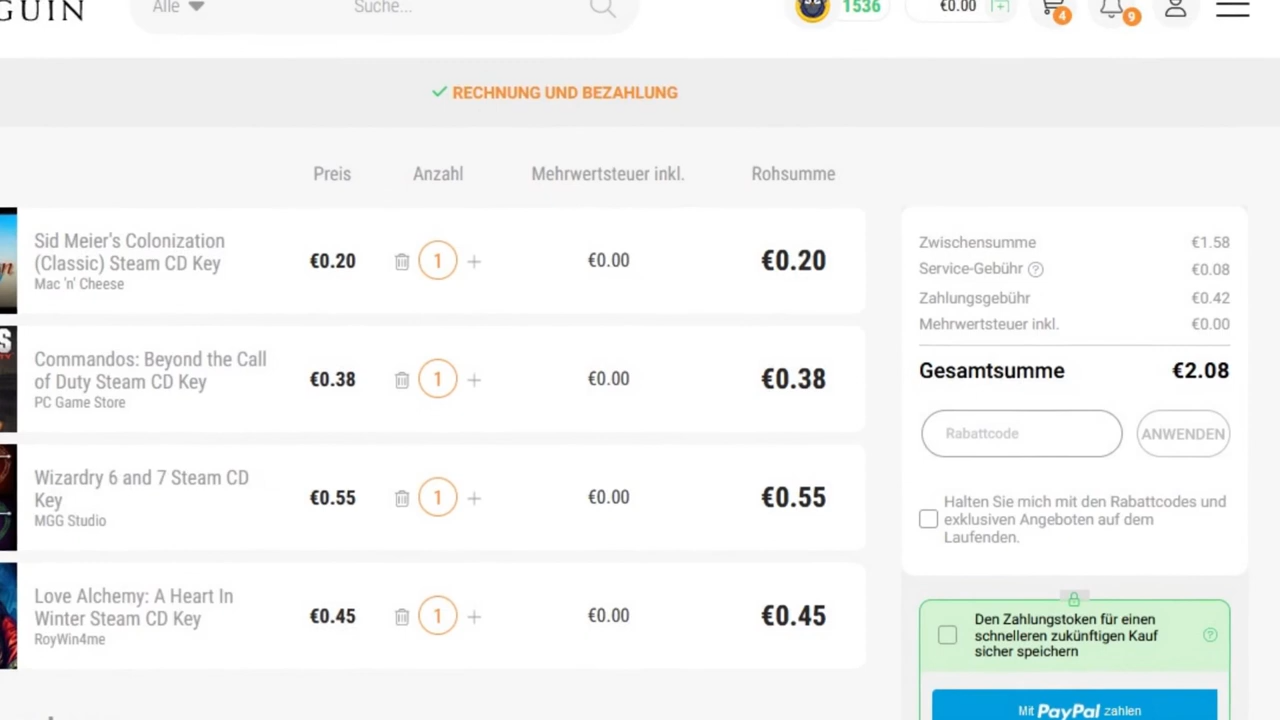 GUIN
Alle
Suche...
1536
€0.00
4
9
RECHNUNG UND BEZAHLUNG
Preis
Anzahl
Mehrwertsteuer inkl.
Rohsumme
Sid Meier's Colonization
(Classic) Steam CD Key
Mac 'n' Cheese
€0.20
1
€0.00
€0.20
Commandos: Beyond the Call
of Duty Steam CD Key
PC Game Store
€0.38
1
€0.00
€0.38
Wizardry 6 and 7 Steam CD
Key
MGG Studio
€0.55
1
€0.00
€0.55
Love Alchemy: A Heart In
Winter Steam CD Key
RoyWin4me
€0.45
1
€0.00
€0.45
Zwischensumme €1.58
Service-Gebühr ? €0.08
Zahlungsgebühr €0.42
Mehrwertsteuer inkl. €0.00
Gesamtsumme €2.08
Rabattcode
ANWENDEN
Halten Sie mich mit den Rabattcodes und
exklusiven Angeboten auf dem
Laufenden.
Den Zahlungstoken für einen
schnelleren zukünftigen Kauf
sicher speichern
?
Mit PayPal zahlen